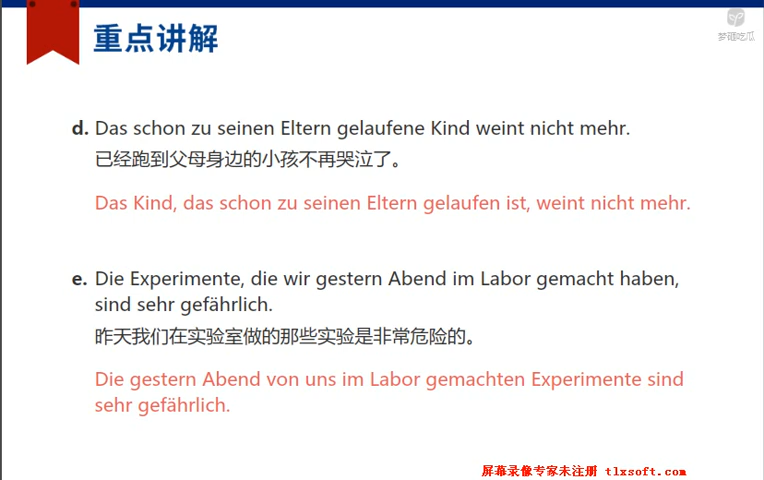 重点讲解
梦砸吃瓜
d. Das schon zu seinen Eltern gelaufene Kind weint nicht mehr.
已经跑到父母身边的小孩不再哭泣了。
Das Kind, das schon zu seinen Eltern gelaufen ist, weint nicht mehr.
e. Die Experimente, die wir gestern Abend im Labor gemacht haben,
sind sehr gefährlich.
昨天我们在实验室做的那些实验是非常危险的。
Die gestern Abend von uns im Labor gemachten Experimente sind
sehr gefährlich.
屏幕录像专家未注册 tlxsoft.com